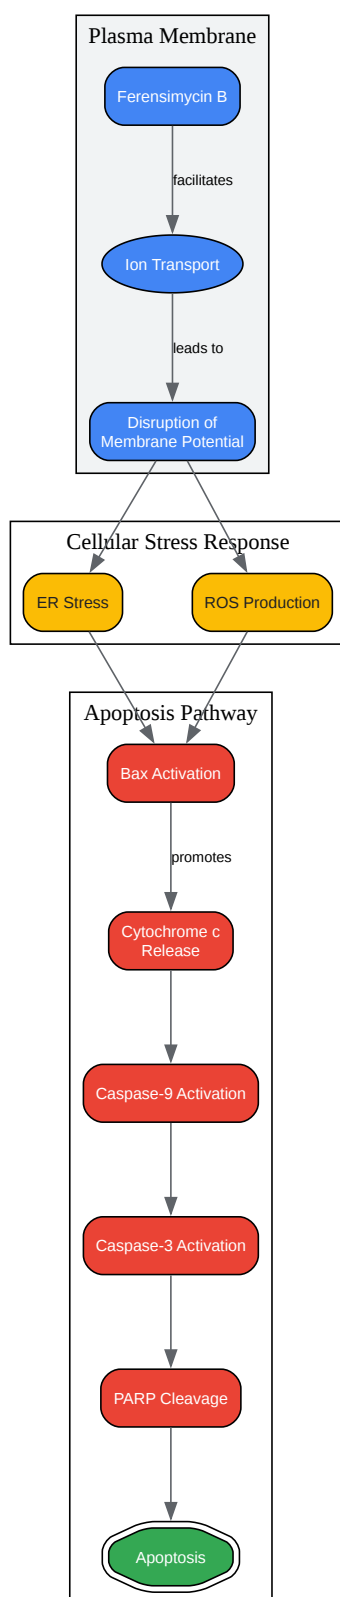 Plasma Membrane
Ferensimycin B
facilitates
Ion Transport
leads to
Disruption of
Membrane Potential
Cellular Stress Response
ER Stress
ROS Production
Apoptosis Pathway
Bax Activation
promotes
Cytochrome c
Release
Caspase-9 Activation
Caspase-3 Activation
PARP Cleavage
Apoptosis